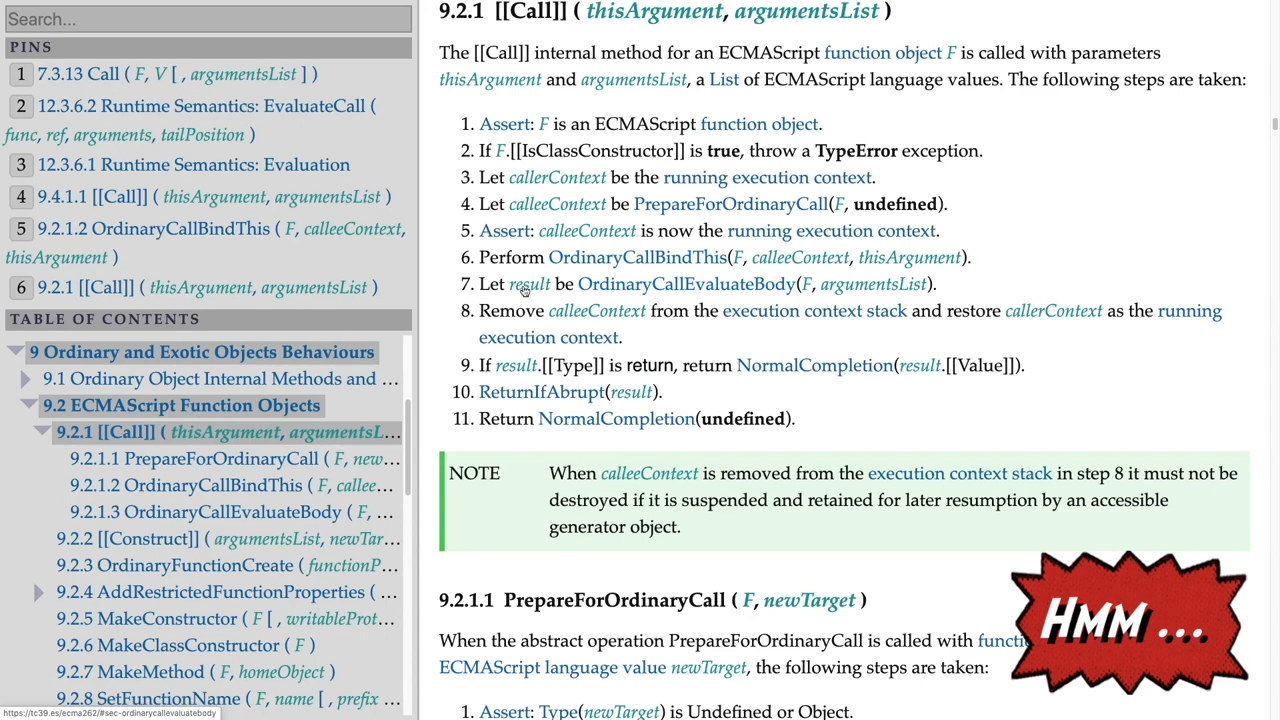 Search...
PINS
1 7.3.13 Call ( F, V [ , argumentsList ] )
2 12.3.6.2 Runtime Semantics: EvaluateCall (
func, ref, arguments, tailPosition )
3 12.3.6.1 Runtime Semantics: Evaluation
4 9.4.1.1 [[Call]] ( thisArgument, argumentsList )
5 9.2.1.2 OrdinaryCallBindThis ( F, calleeContext,
thisArgument )
6 9.2.1 [[Call]] ( thisArgument, argumentsList )
TABLE OF CONTENTS
9 Ordinary and Exotic Objects Behaviours
9.1 Ordinary Object Internal Methods and ...
9.2 ECMAScript Function Objects
9.2.1 [[Call]] ( thisArgument, argumentsL...
9.2.1.1 PrepareForOrdinaryCall ( F, new...
9.2.1.2 OrdinaryCallBindThis ( F, callee...
9.2.1.3 OrdinaryCallEvaluateBody ( F, ...
9.2.2 [[Construct]] ( argumentsList, newTar...
9.2.3 OrdinaryFunctionCreate ( functionP...
9.2.4 AddRestrictedFunctionProperties ( ...
9.2.5 MakeConstructor ( F [ , writableProt...
9.2.6 MakeClassConstructor ( F )
9.2.7 MakeMethod ( F, homeObject )
9.2.8 SetFunctionName ( F, name [ , prefix ...
https://tc39.es/ecma262/#sec-ordinarycallevaluatebody
9.2.1 [[Call]] ( thisArgument, argumentsList )
The [[Call]] internal method for an ECMAScript function object F is called with parameters
thisArgument and argumentsList, a List of ECMAScript language values. The following steps are taken:
1. Assert: F is an ECMAScript function object.
2. If F.[[IsClassConstructor]] is true, throw a TypeError exception.
3. Let callerContext be the running execution context.
4. Let calleeContext be PrepareForOrdinaryCall(F, undefined).
5. Assert: calleeContext is now the running execution context.
6. Perform OrdinaryCallBindThis(F, calleeContext, thisArgument).
7. Let result be OrdinaryCallEvaluateBody(F, argumentsList).
8. Remove calleeContext from the execution context stack and restore callerContext as the running
execution context.
9. If result.[[Type]] is return, return NormalCompletion(result.[[Value]]).
10. ReturnIfAbrupt(result).
11. Return NormalCompletion(undefined).
NOTE When calleeContext is removed from the execution context stack in step 8 it must not be
destroyed if it is suspended and retained for later resumption by an accessible
generator object.
9.2.1.1 PrepareForOrdinaryCall ( F, newTarget )
When the abstract operation PrepareForOrdinaryCall is called with
ECMAScript language value newTarget, the following steps are taken:
1. Assert: Type(newTarget) is Undefined or Object.
HMM ...